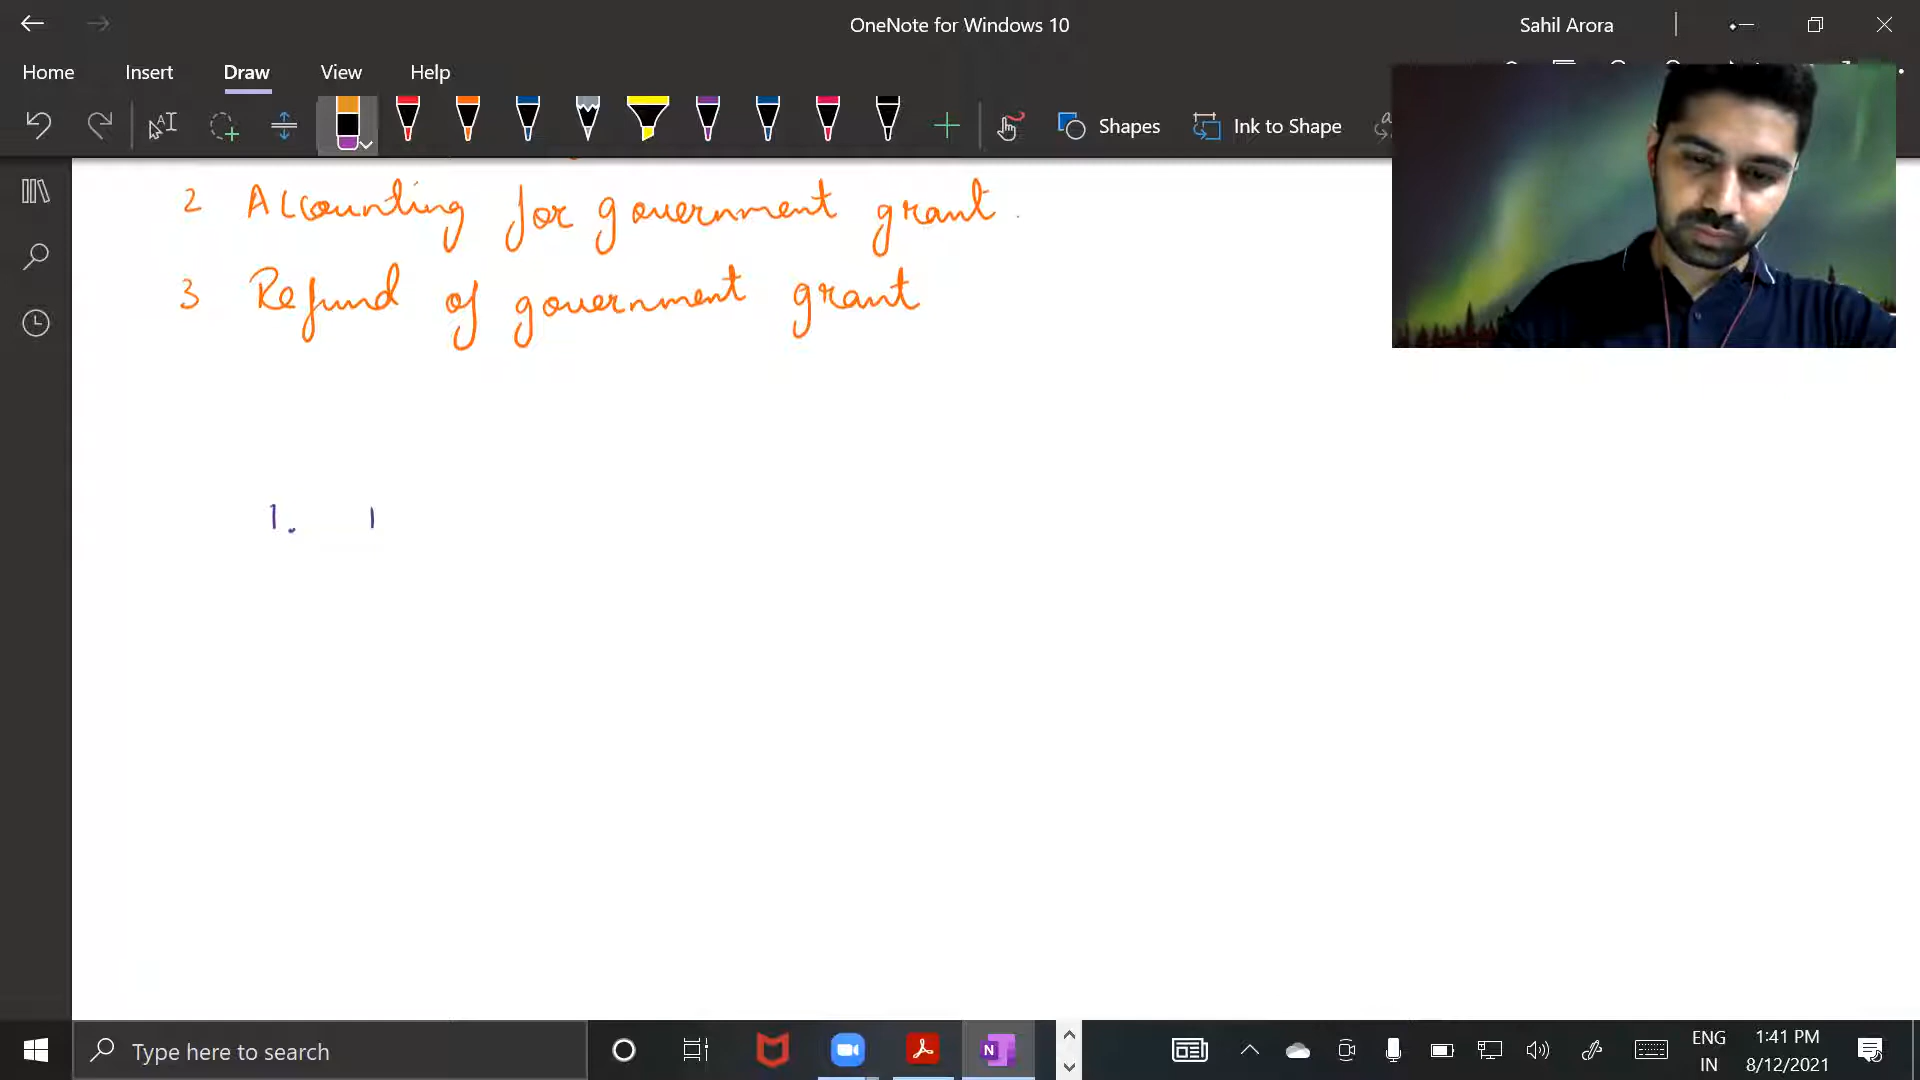 OneNote for Windows 10
Sahil Arora
Home Insert Draw View Help
Shapes Ink to Shape
2 Accounting for government grant.
3 Refund of government grant
1. I
Type here to search
ENG 1:41 PM
IN 8/12/2021